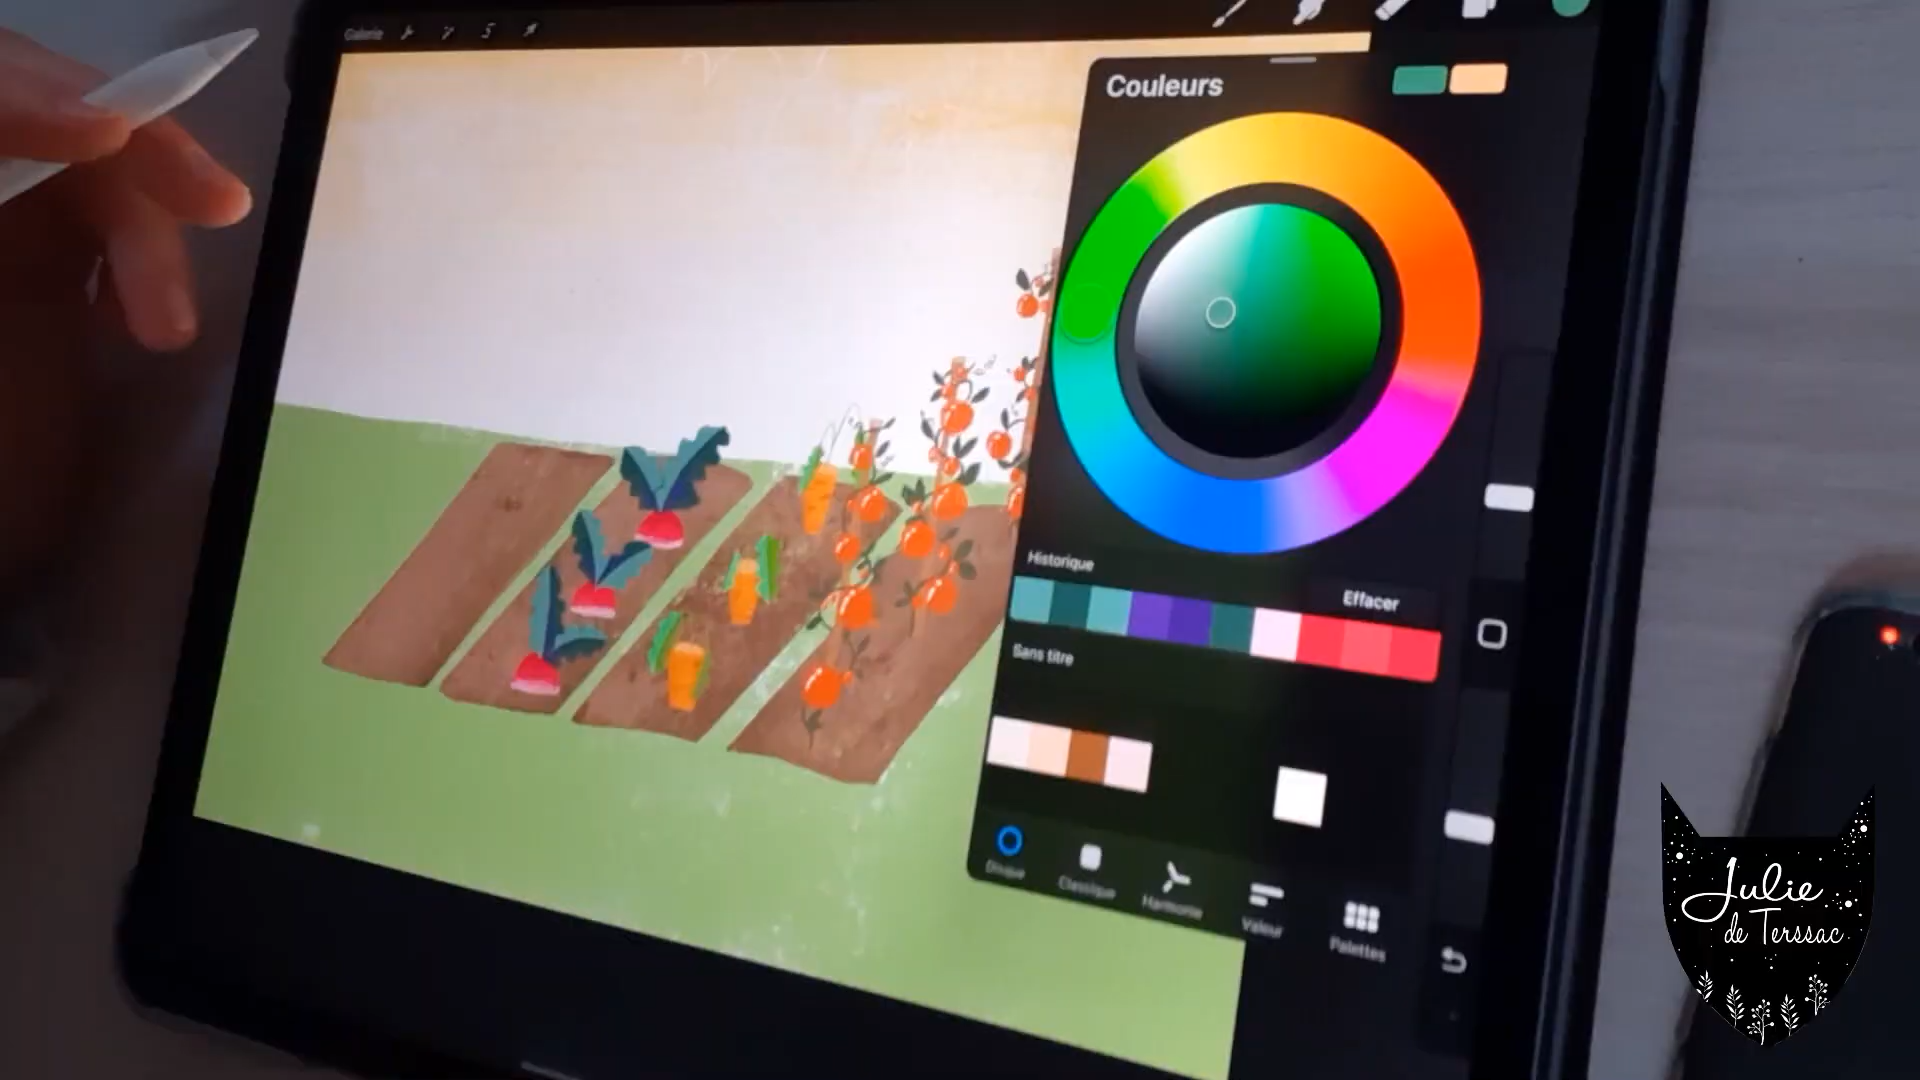 Galerie
Couleurs
Historique
Effacer
Sans titre
Disque
Classique
Harmonie
Valeur
Palettes
Julie
de Terssac